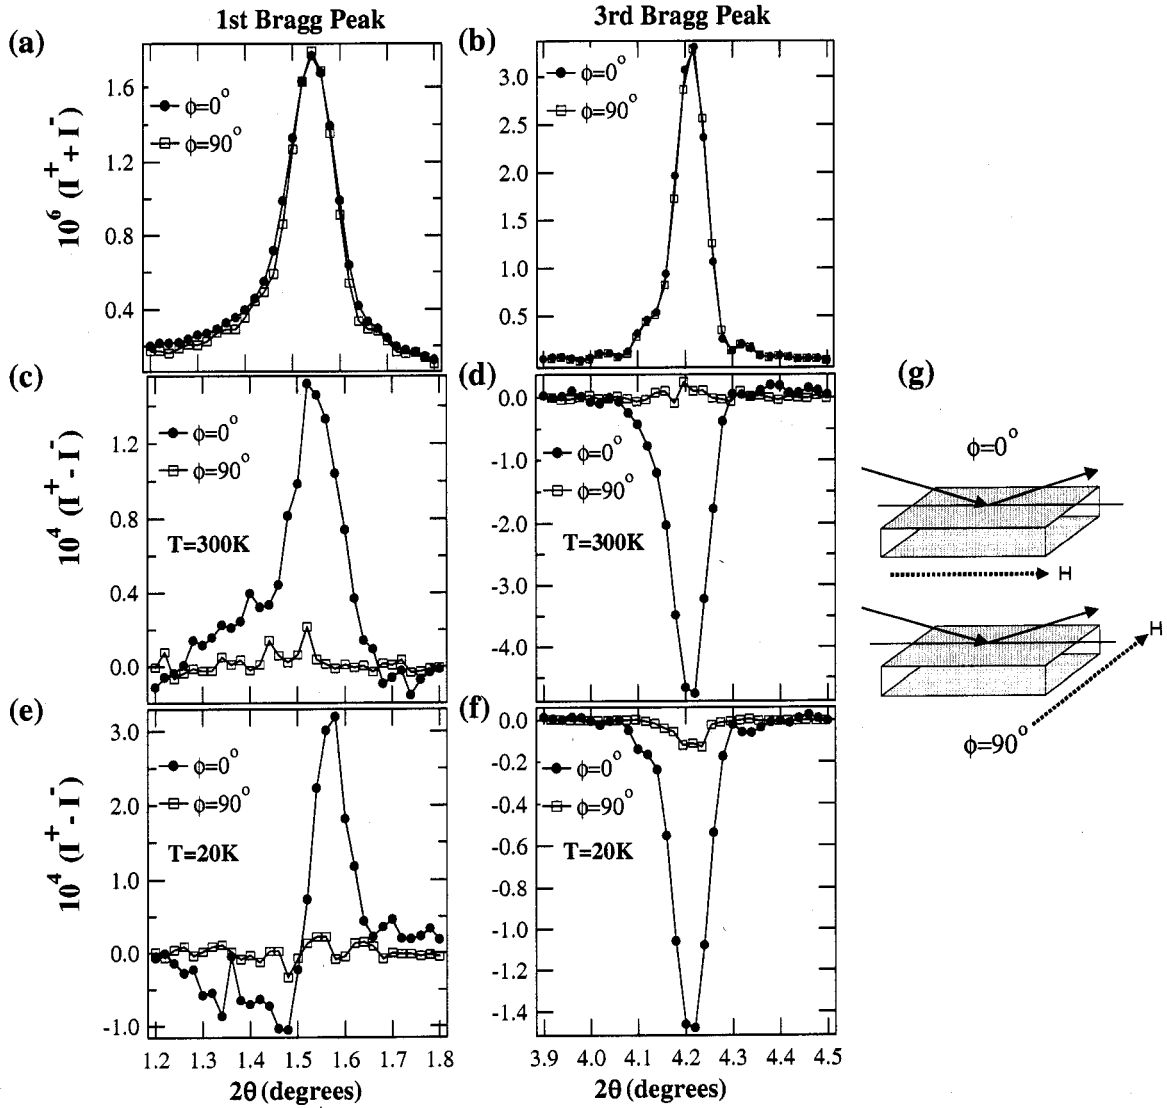 1st Bragg Peak
3rd Bragg Peak
(a)
10⁶ (I⁺ + I⁻)
1.6
1.2
0.8
0.4
ϕ=0°
ϕ=90°
(b)
3.0
2.5
2.0
1.5
1.0
0.5
ϕ=0°
ϕ=90°
(c)
10⁴ (I⁺ - I⁻)
1.2
0.8
0.4
0.0
ϕ=0°
ϕ=90°
T=300K
(d)
0.0
-1.0
-2.0
-3.0
-4.0
ϕ=0°
ϕ=90°
T=300K
(e)
10⁴ (I⁺ - I⁻)
3.0
2.0
1.0
0.0
-1.0
ϕ=0°
ϕ=90°
T=20K
1.2 1.3 1.4 1.5 1.6 1.7 1.8
2θ (degrees)
(f)
0.0
-0.2
-0.4
-0.6
-0.8
-1.0
-1.2
-1.4
ϕ=0°
ϕ=90°
T=20K
3.9 4.0 4.1 4.2 4.3 4.4 4.5
2θ (degrees)
(g)
ϕ=0°
H
H
ϕ=90°